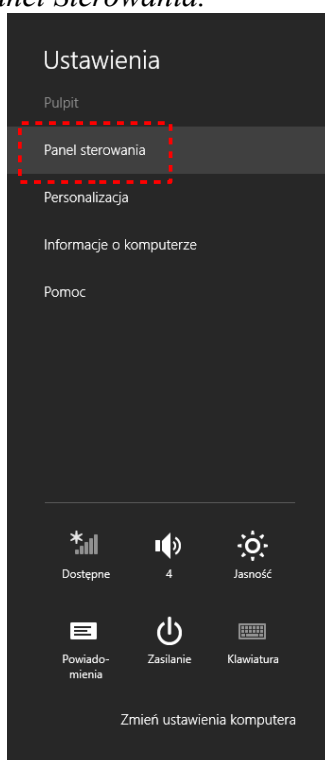 Panel Sterowania.
Ustawienia
Pulpit
Panel sterowania
Personalizacja
Informacje o komputerze
Pomoc
Dostępne
4
Jasność
Powiado-
mienia
Zasilanie
Klawiatura
Zmień ustawienia komputera